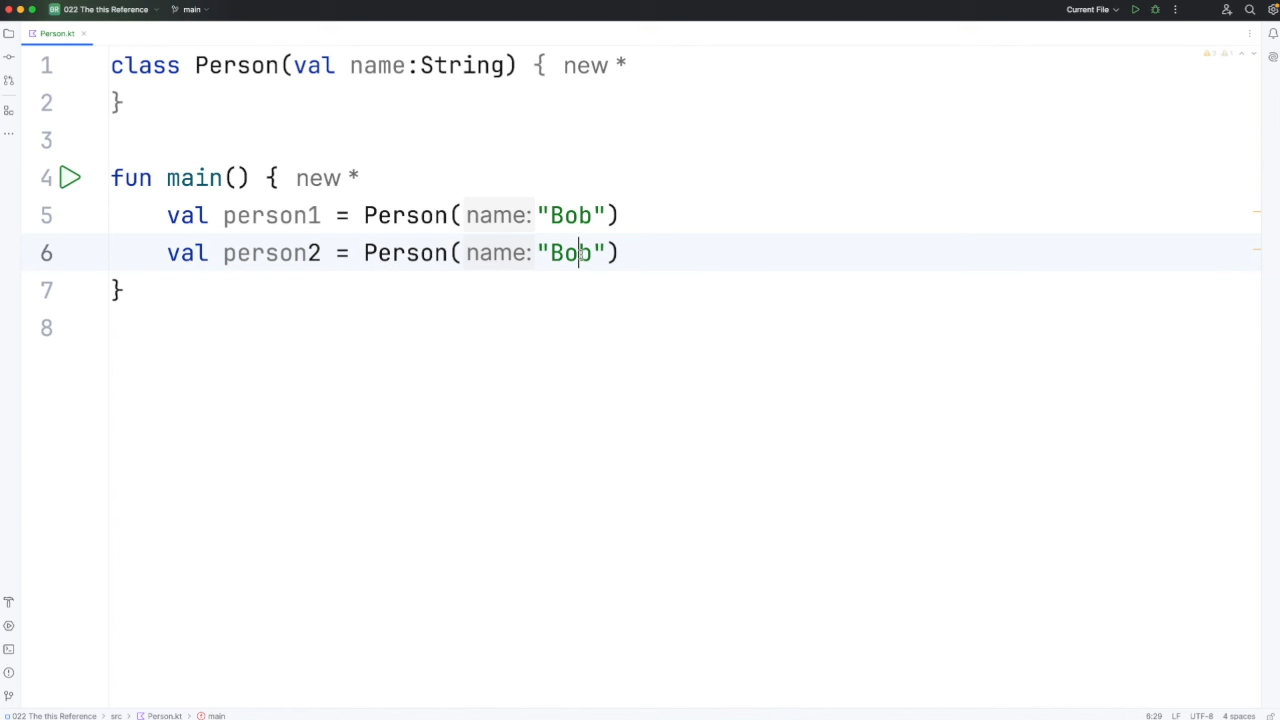 BR 022 The this Reference main Current File
Person.kt
1 class Person(val name:String) { new *
2 }
3
4 fun main() { new *
5 val person1 = Person( name: "Bob")
6 val person2 = Person( name: "Bob")
7 }
8
022 The this Reference > src > Person.kt > main 6:29 LF UTF-8 4 spaces